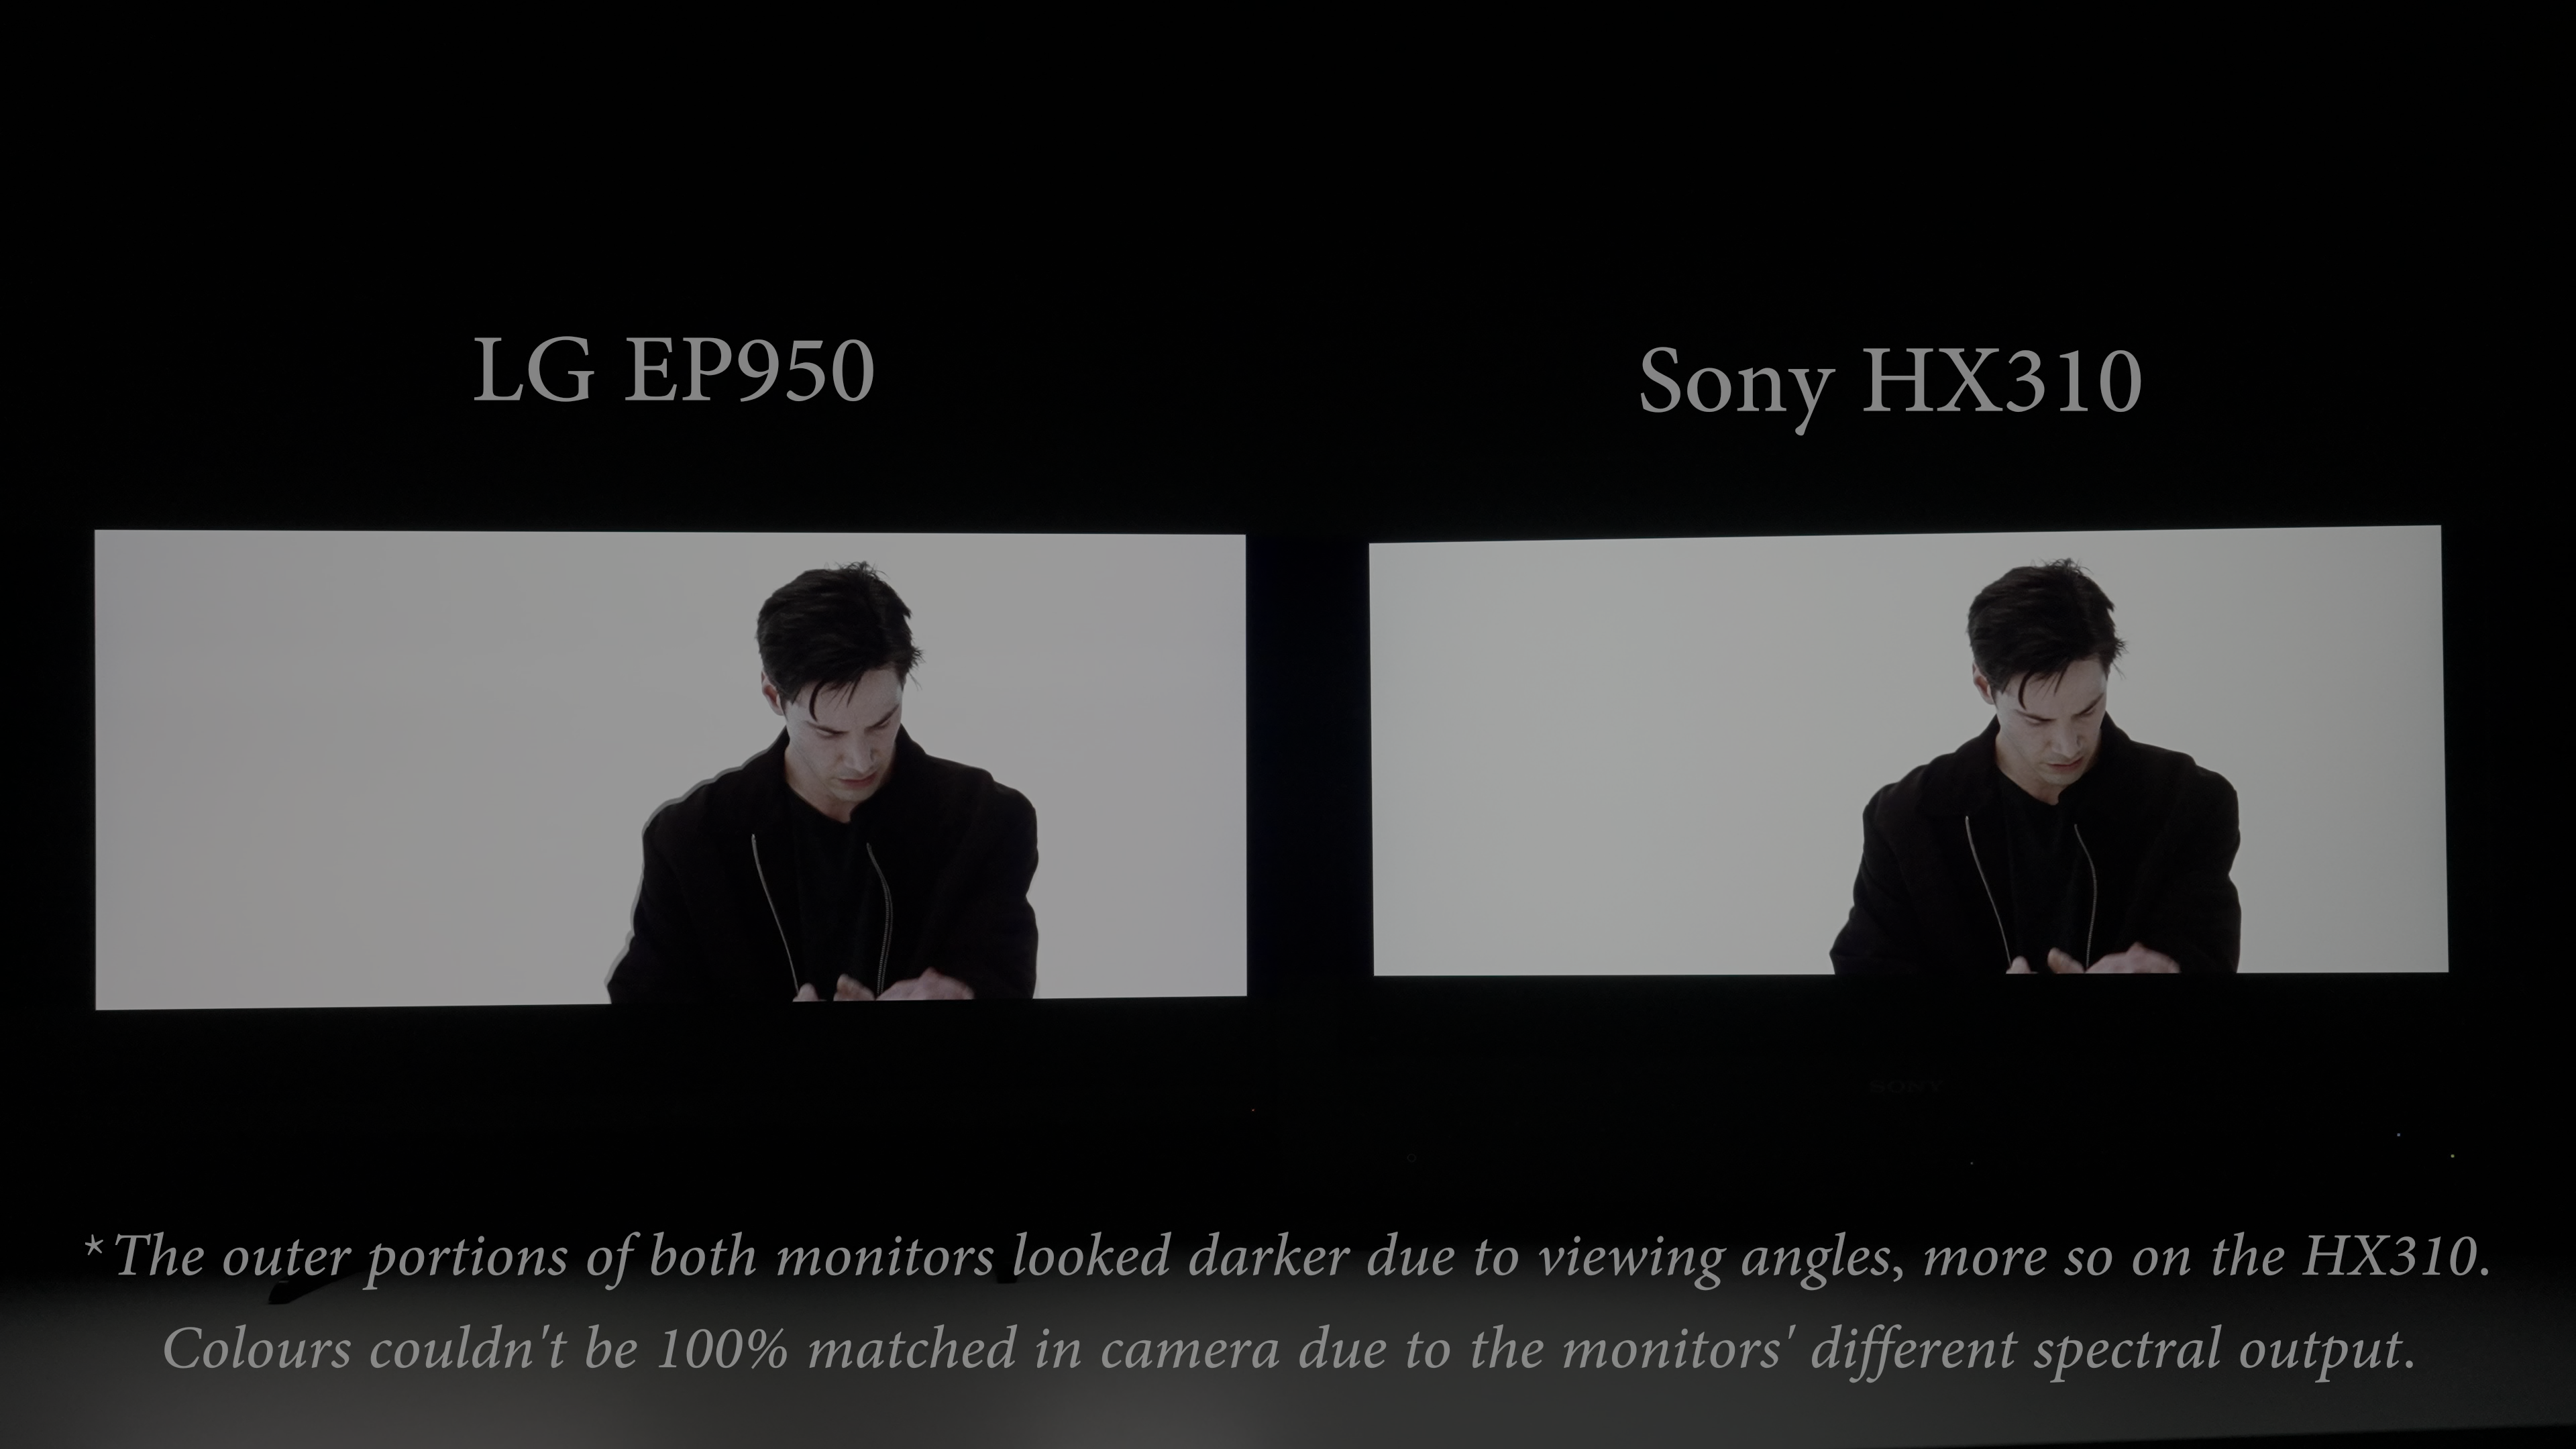 LG EP950
Sony HX310
SONY
*The outer portions of both monitors looked darker due to viewing angles, more so on the HX310.
Colours couldn't be 100% matched in camera due to the monitors' different spectral output.